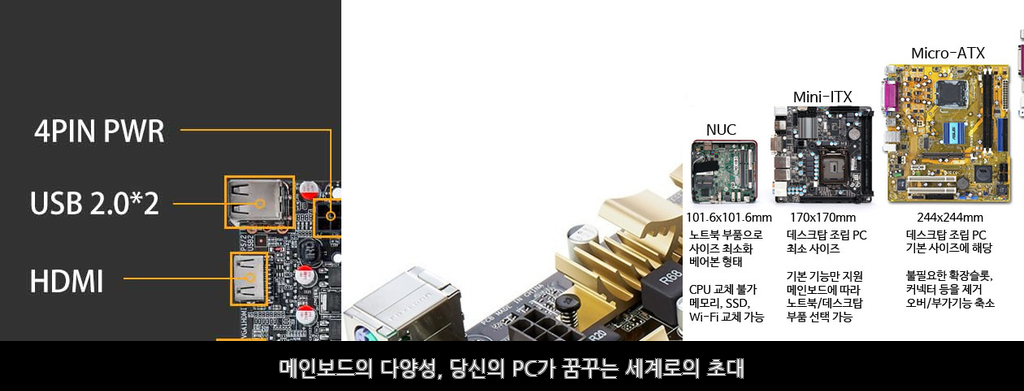 4PIN PWR
USB 2.0*2
HDMI
R68
R20
NUC
101.6x101.6mm
노트북 부품으로
사이즈 최소화
베어본 형태
CPU 교체 불가
메모리, SSD,
Wi-Fi 교체 가능
Mini-ITX
170x170mm
데스크탑 조립 PC
최소 사이즈
기본 기능만 지원
메인보드에 따라
노트북/데스크탑
부품 선택 가능
Micro-ATX
244x244mm
데스크탑 조립 PC
기본 사이즈에 해당
불필요한 확장슬롯,
커넥터 등을 제거
오버/부가기능 축소
메인보드의 다양성, 당신의 PC가 꿈꾸는 세계로의 초대